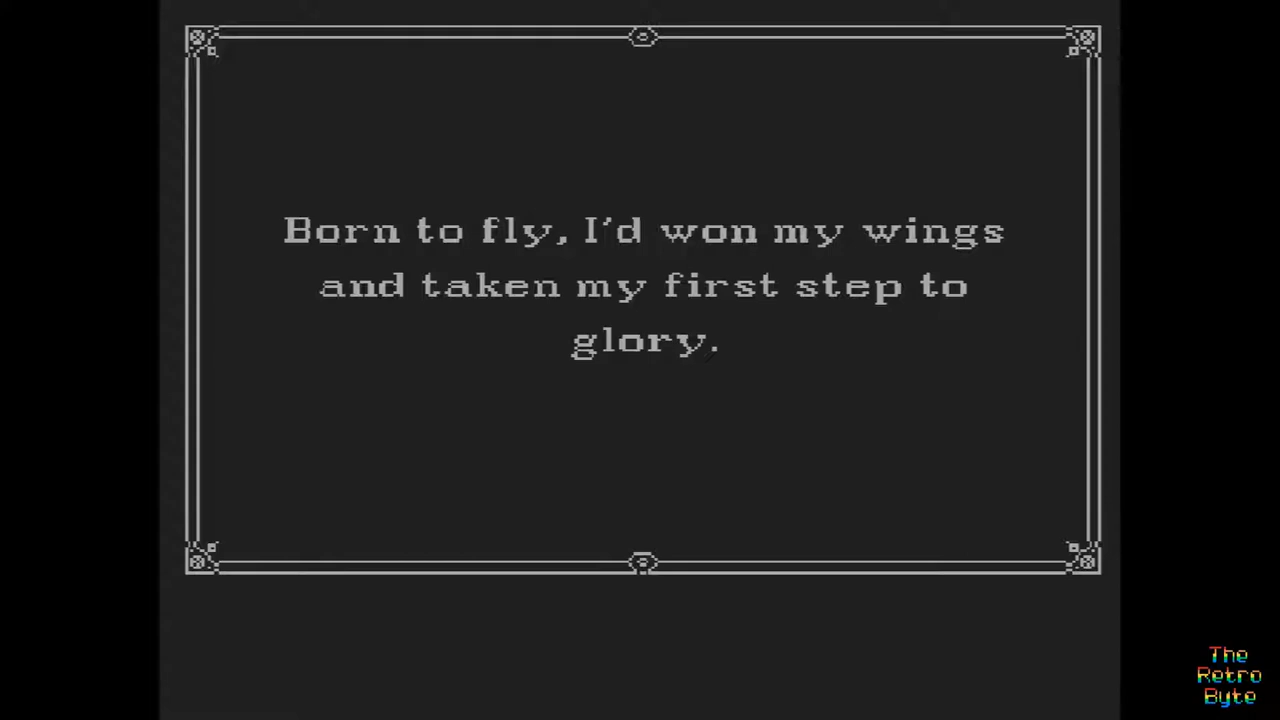 Born to fly, I'd won my wings
and taken my first step to
glory.
The
Retro
Byte